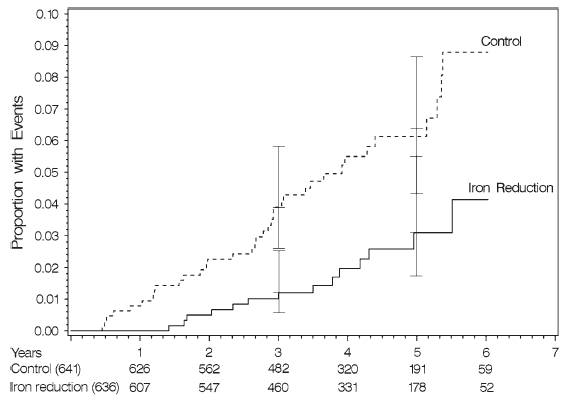 0.10
0.09
0.08
0.07
0.06
0.05
0.04
0.03
0.02
0.01
0.00
Proportion with Events
Control
Iron Reduction
Years 1 2 3 4 5 6 7
Control (641) 626 562 482 320 191 59
Iron reduction (636) 607 547 460 331 178 52